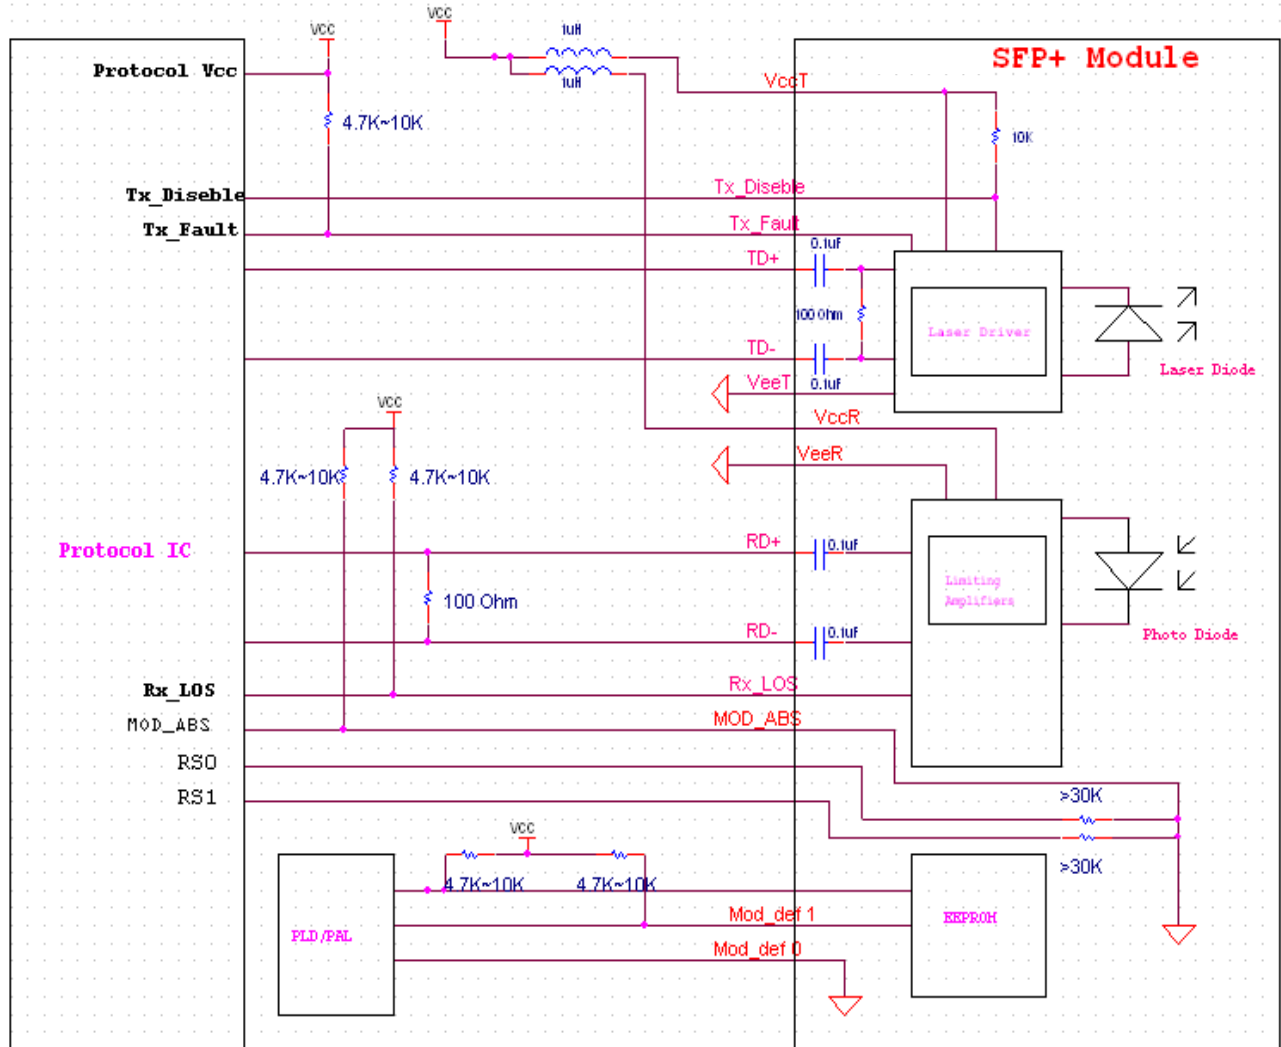 VCC
VCC
1uH
SFP+ Module
Protocol Vcc
1uH
VccT
4.7K~10K
10K
Tx_Diseble
Tx_Diseble
Tx_Fault
Tx_Fault
0.1uF
TD+
100 Ohm
Laser Driver
TD-
Laser Diode
VeeT
0.1uF
VCC
VccR
VeeR
4.7K~10K
4.7K~10K
Protocol IC
RD+
0.1uF
Limiting
Amplifiers
100 Ohm
RD-
0.1uF
Photo Diode
Rx_LOS
Rx_LOS
MOD_ABS
MOD_ABS
RS0
RS1
>30K
VCC
>30K
4.7K~10K
4.7K~10K
Mod_def 1
EEPROM
PLD/PAL
Mod_def 0